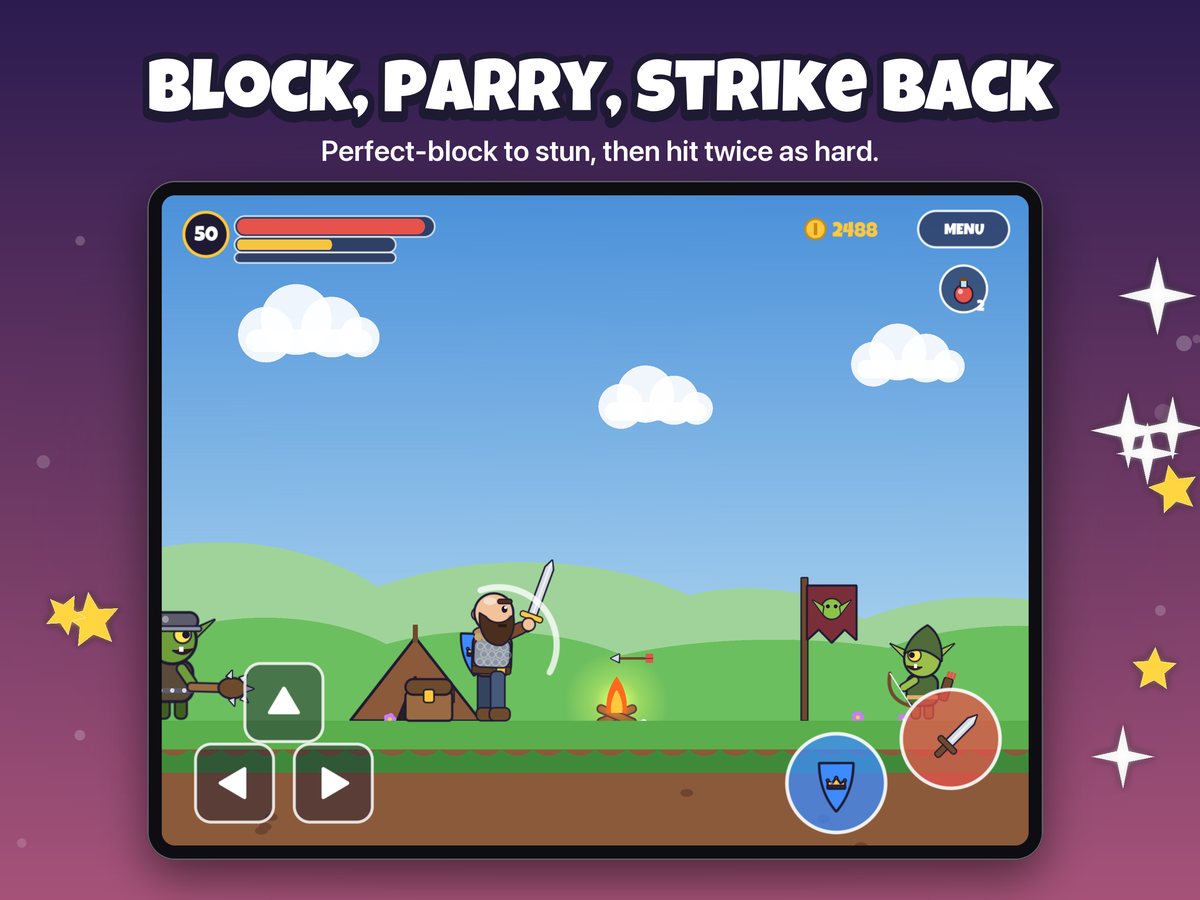 BLOCK, PARRY, STRIKE BACK
Perfect-block to stun, then hit twice as hard.
50
2488
MENU
2